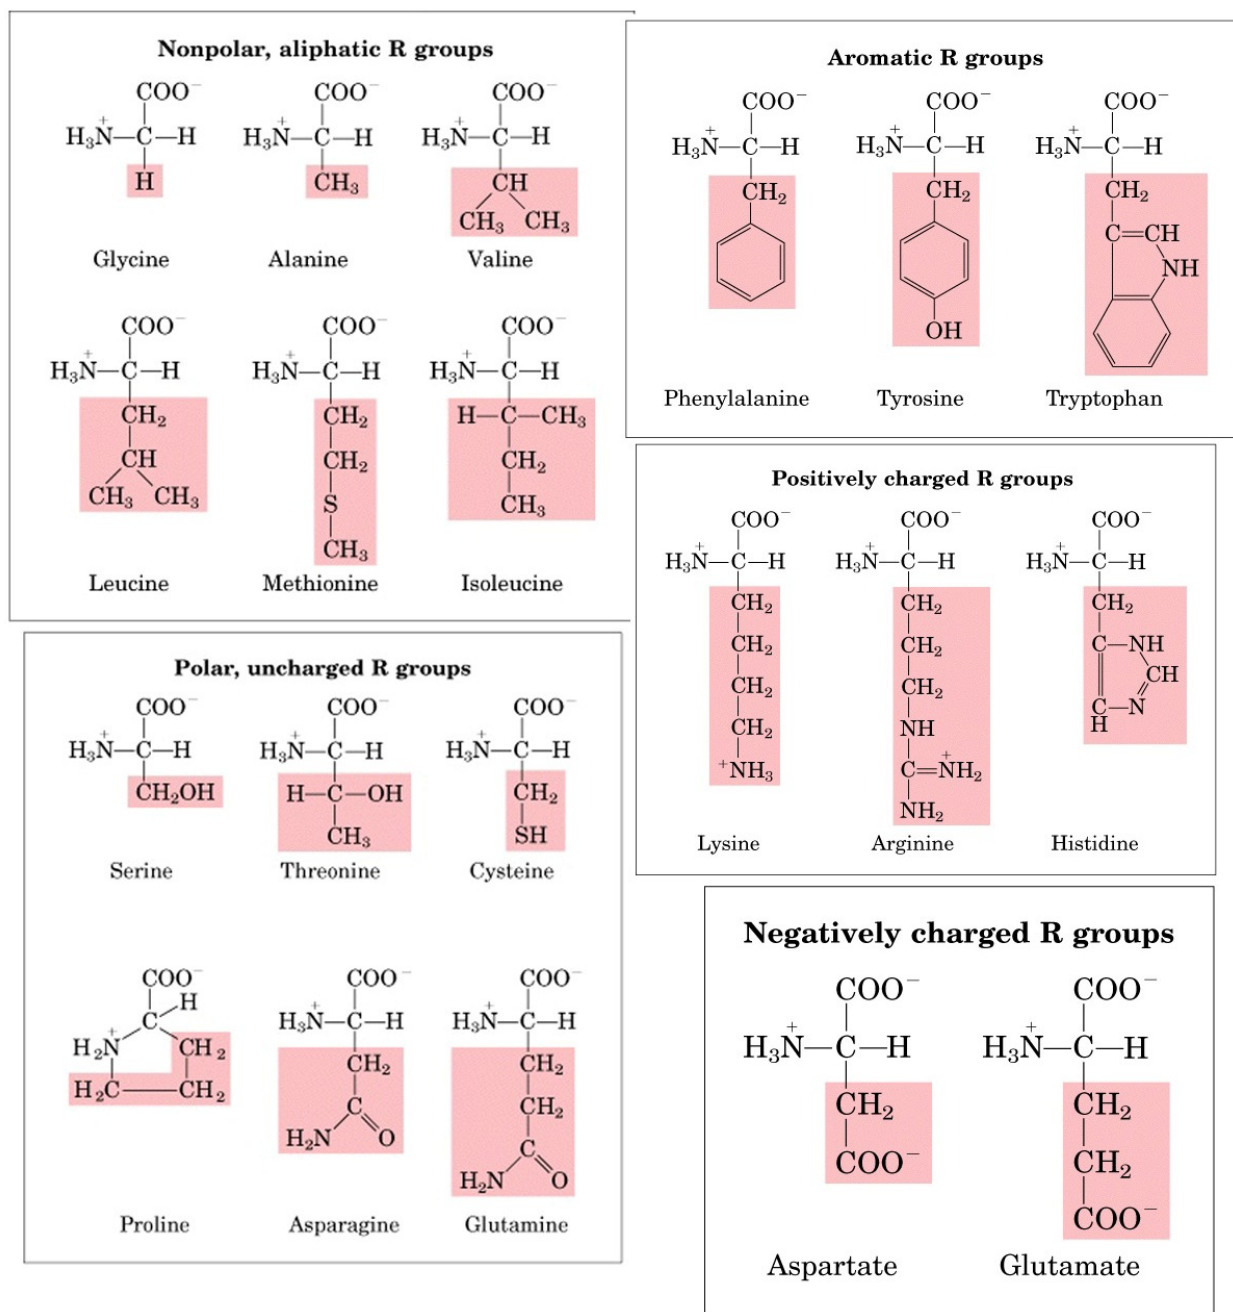 Nonpolar, aliphatic R groups
COO⁻ COO⁻ COO⁻
H₃N⁺—C—H H₃N⁺—C—H H₃N⁺—C—H
H CH₃ CH
CH₃ CH₃
Glycine Alanine Valine
COO⁻ COO⁻ COO⁻
H₃N⁺—C—H H₃N⁺—C—H H₃N⁺—C—H
CH₂ CH₂ H—C—CH₃
CH CH₂ CH₂
CH₃ CH₃ S CH₃
CH₃
Leucine Methionine Isoleucine
Aromatic R groups
COO⁻ COO⁻ COO⁻
H₃N⁺—C—H H₃N⁺—C—H H₃N⁺—C—H
CH₂ CH₂ CH₂
C=CH
NH
OH
Phenylalanine Tyrosine Tryptophan
Positively charged R groups
COO⁻ COO⁻ COO⁻
H₃N⁺—C—H H₃N⁺—C—H H₃N⁺—C—H
CH₂ CH₂ CH₂
CH₂ CH₂ C—NH
CH
CH₂ CH₂ C—N
H
CH₂ NH
⁺NH₃ C=N⁺H₂
NH₂
Lysine Arginine Histidine
Polar, uncharged R groups
COO⁻ COO⁻ COO⁻
H₃N⁺—C—H H₃N⁺—C—H H₃N⁺—C—H
CH₂OH H—C—OH CH₂
CH₃ SH
Serine Threonine Cysteine
COO⁻ COO⁻ COO⁻
H
C H₃N⁺—C—H H₃N⁺—C—H
H₂N⁺ CH₂ CH₂ CH₂
H₂C—CH₂ C CH₂
H₂N O C
H₂N O
Proline Asparagine Glutamine
Negatively charged R groups
COO⁻ COO⁻
H₃N⁺—C—H H₃N⁺—C—H
CH₂ CH₂
COO⁻ CH₂
COO⁻
Aspartate Glutamate